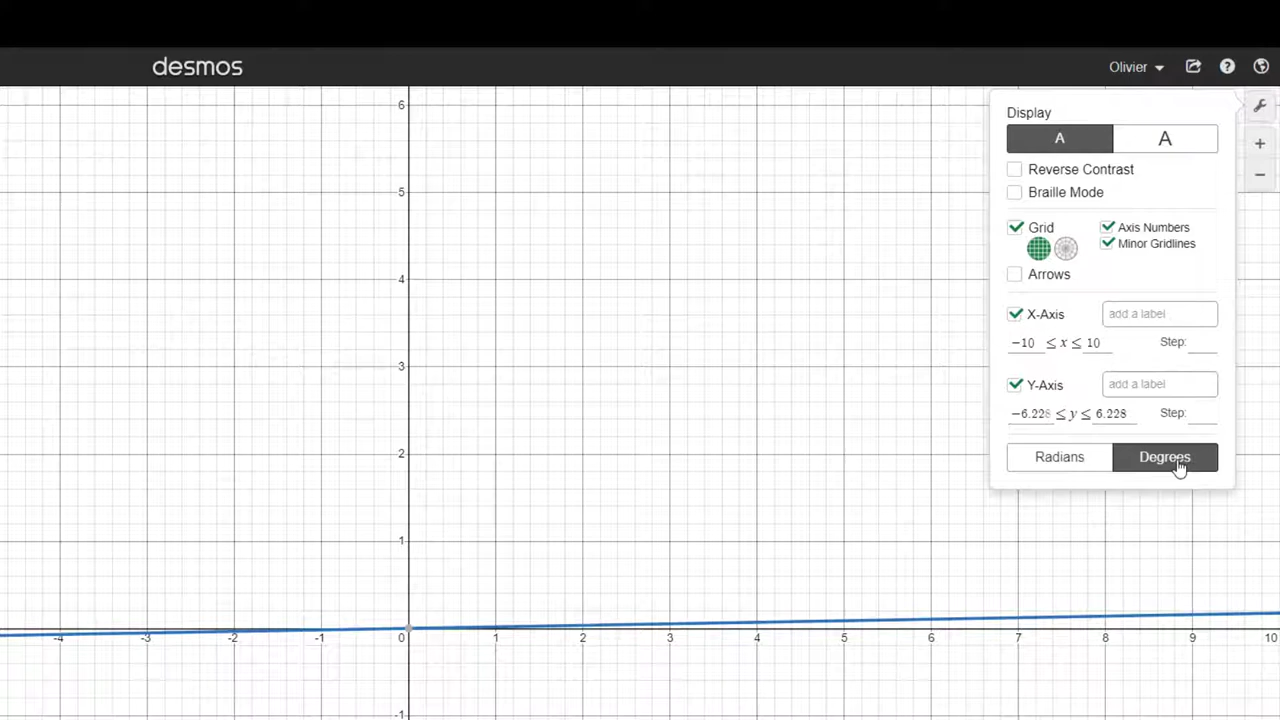 desmos
Olivier
Display
A A
Reverse Contrast
Braille Mode
Grid
Axis Numbers
Minor Gridlines
Arrows
X-Axis add a label
−10 ≤ x ≤ 10 Step:
Y-Axis add a label
−6.228 ≤ y ≤ 6.228 Step:
Radians Degrees
6
5
4
3
2
1
-4 -3 -2 -1 0 1 2 3 4 5 6 7 8 9 10
-1